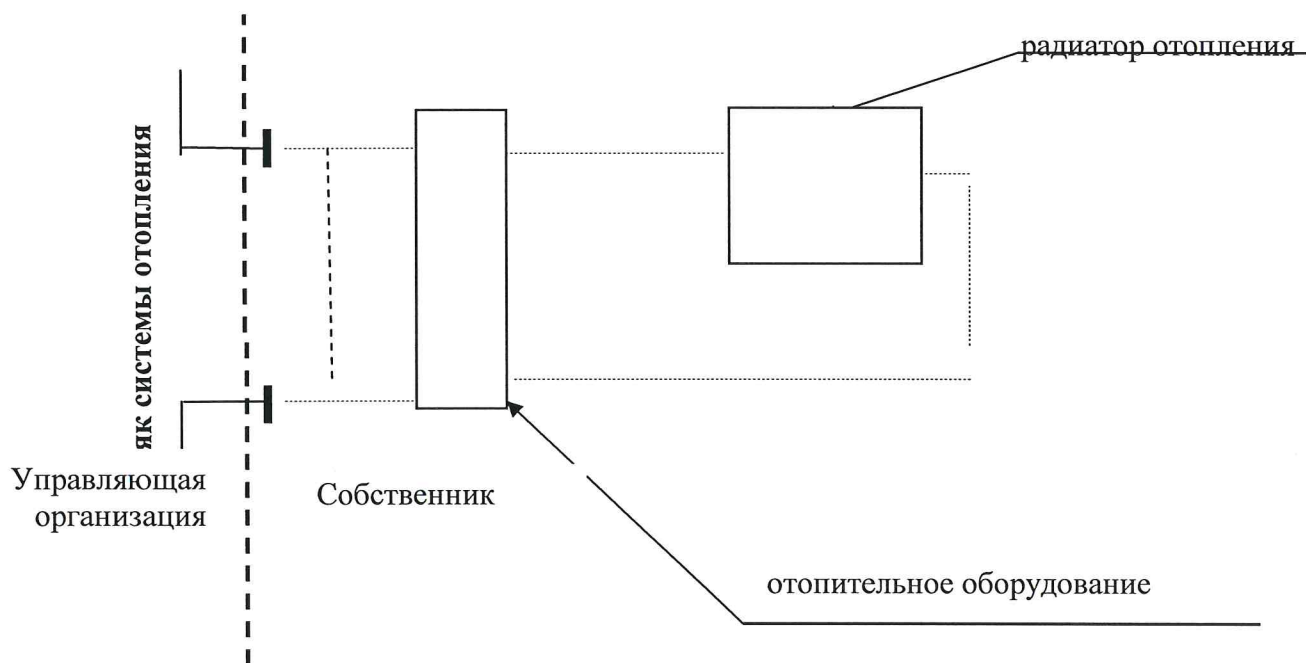 радиатор отопления
як системы отопления
Управляющая
организация
Собственник
отопительное оборудование